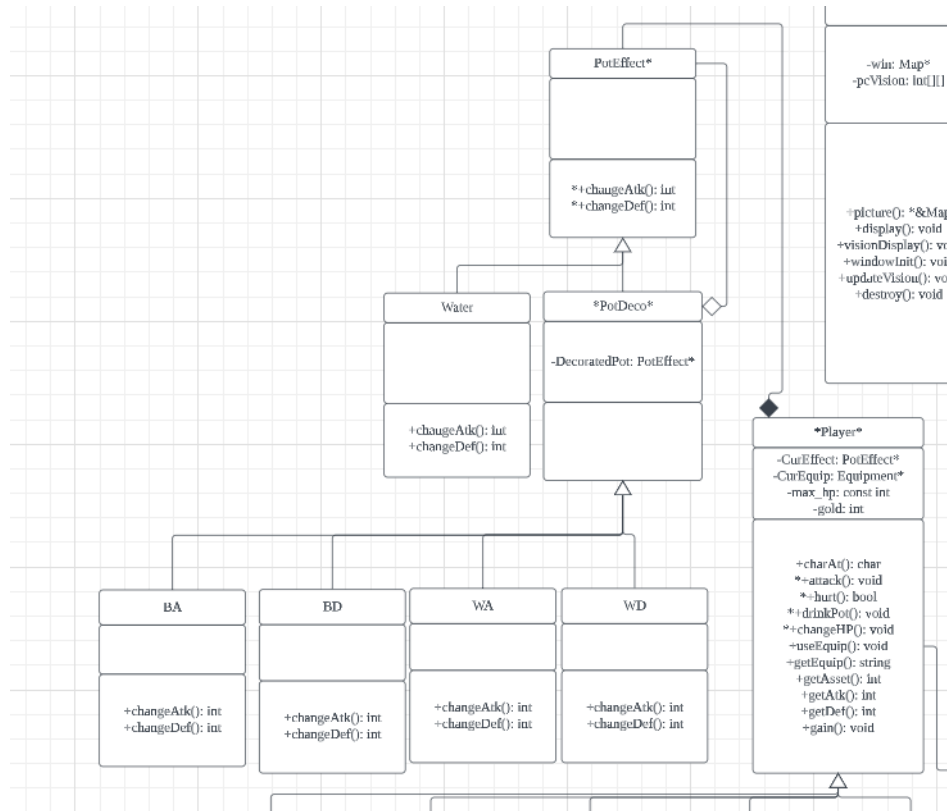 PotEffect*
*+changeAtk(): int
*+changeDef(): int
-win: Map*
-pcVision: int[][]
+picture(): *&Map
+display(): void
+visionDisplay(): vo
+windowInit(): voi
+updateVision(): vo
+destroy(): void
Water
+changeAtk(): int
+changeDef(): int
*PotDeco*
-DecoratedPot: PotEffect*
*Player*
-CurEffect: PotEffect*
-CurEquip: Equipment*
-max_hp: const int
-gold: int
+charAt(): char
*+attack(): void
*+hurt(): bool
*+drinkPot(): void
*+changeHP(): void
+useEquip(): void
+getEquip(): string
+getAsset(): int
+getAtk(): int
+getDef(): int
+gain(): void
BA
+changeAtk(): int
+changeDef(): int
BD
+changeAtk(): int
+changeDef(): int
WA
+changeAtk(): int
+changeDef(): int
WD
+changeAtk(): int
+changeDef(): int